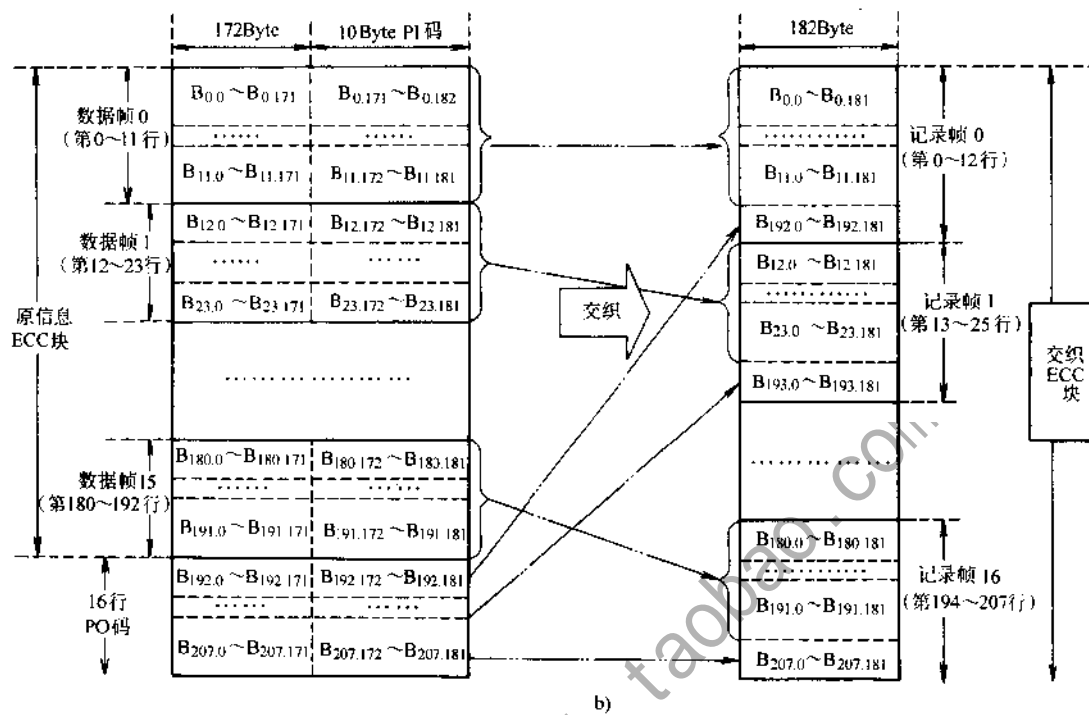 172Byte
10Byte PI 码
182Byte
原信息
ECC块
数据帧0
(第0~11行)
B0.0~B0.171
B0.171~B0.182
……
……
B11.0~B11.171
B11.172~B11.181
数据帧1
(第12~23行)
B12.0~B12.171
B12.172~B12.181
……
……
B23.0~B23.171
B23.172~B23.181
…………………
数据帧15
(第180~192行)
B180.0~B180.171
B180.172~B180.181
……
……
B191.0~B191.171
B191.172~B191.181
16行
PO码
B192.0~B192.171
B192.172~B192.181
……
……
B207.0~B207.171
B207.172~B207.181
交织
B0.0~B0.181
…………
B11.0~B11.181
B192.0~B192.181
记录帧0
(第0~12行)
B12.0~B12.181
…………
B23.0~B23.181
B193.0~B193.181
记录帧1
(第13~25行)
……………
B180.0~B180.181
…………
B191.0~B191.181
B207.0~B207.181
记录帧16
(第194~207行)
交织
ECC
块
taobao.com
b)